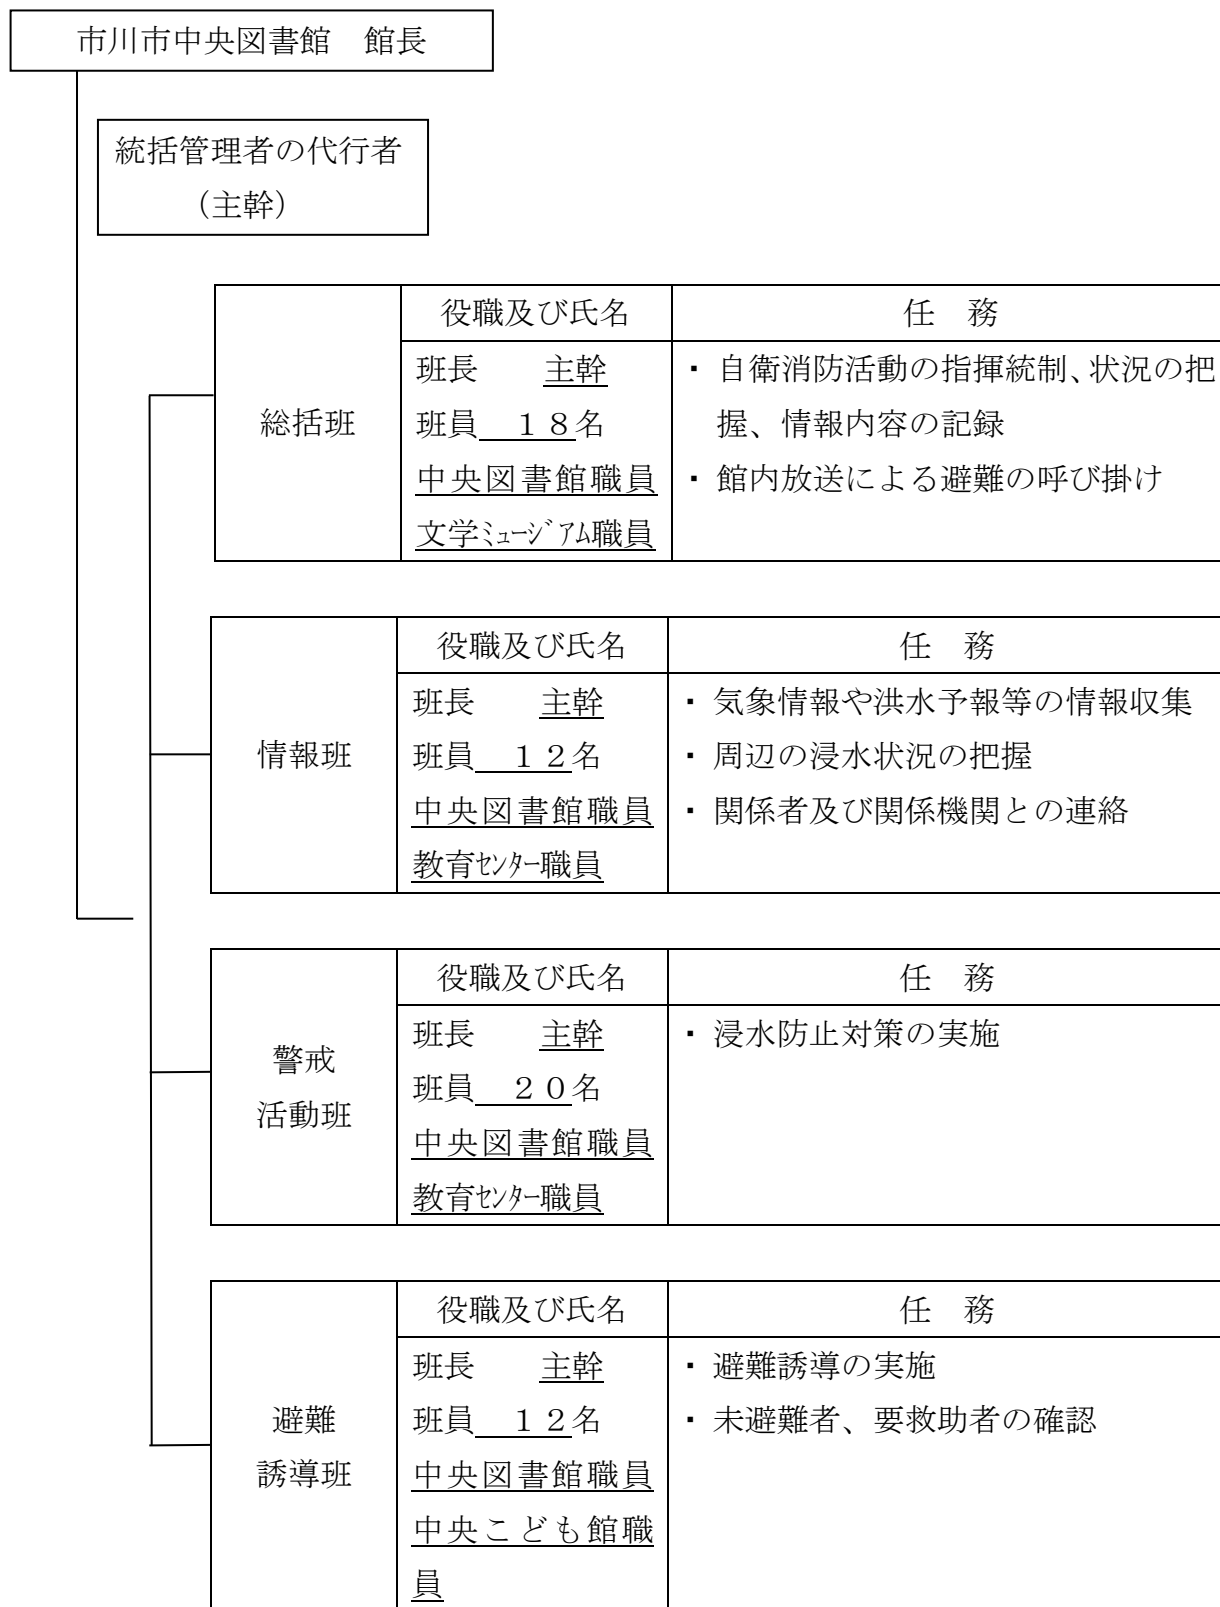 市川市中央図書館　館長
統括管理者の代行者
（主幹）
総括班
役職及び氏名
任　務
班長　　主幹
班員　１８名
中央図書館職員
文学ﾐｭｰｼﾞｱﾑ職員
・ 自衛消防活動の指揮統制、状況の把
握、情報内容の記録
・ 館内放送による避難の呼び掛け
情報班
役職及び氏名
任　務
班長　　主幹
班員　１２名
中央図書館職員
教育ｾﾝﾀｰ職員
・ 気象情報や洪水予報等の情報収集
・ 周辺の浸水状況の把握
・ 関係者及び関係機関との連絡
警戒
活動班
役職及び氏名
任　務
班長　　主幹
班員　２０名
中央図書館職員
教育ｾﾝﾀｰ職員
・ 浸水防止対策の実施
避難
誘導班
役職及び氏名
任　務
班長　　主幹
班員　１２名
中央図書館職員
中央こども館職
員
・ 避難誘導の実施
・ 未避難者、要救助者の確認